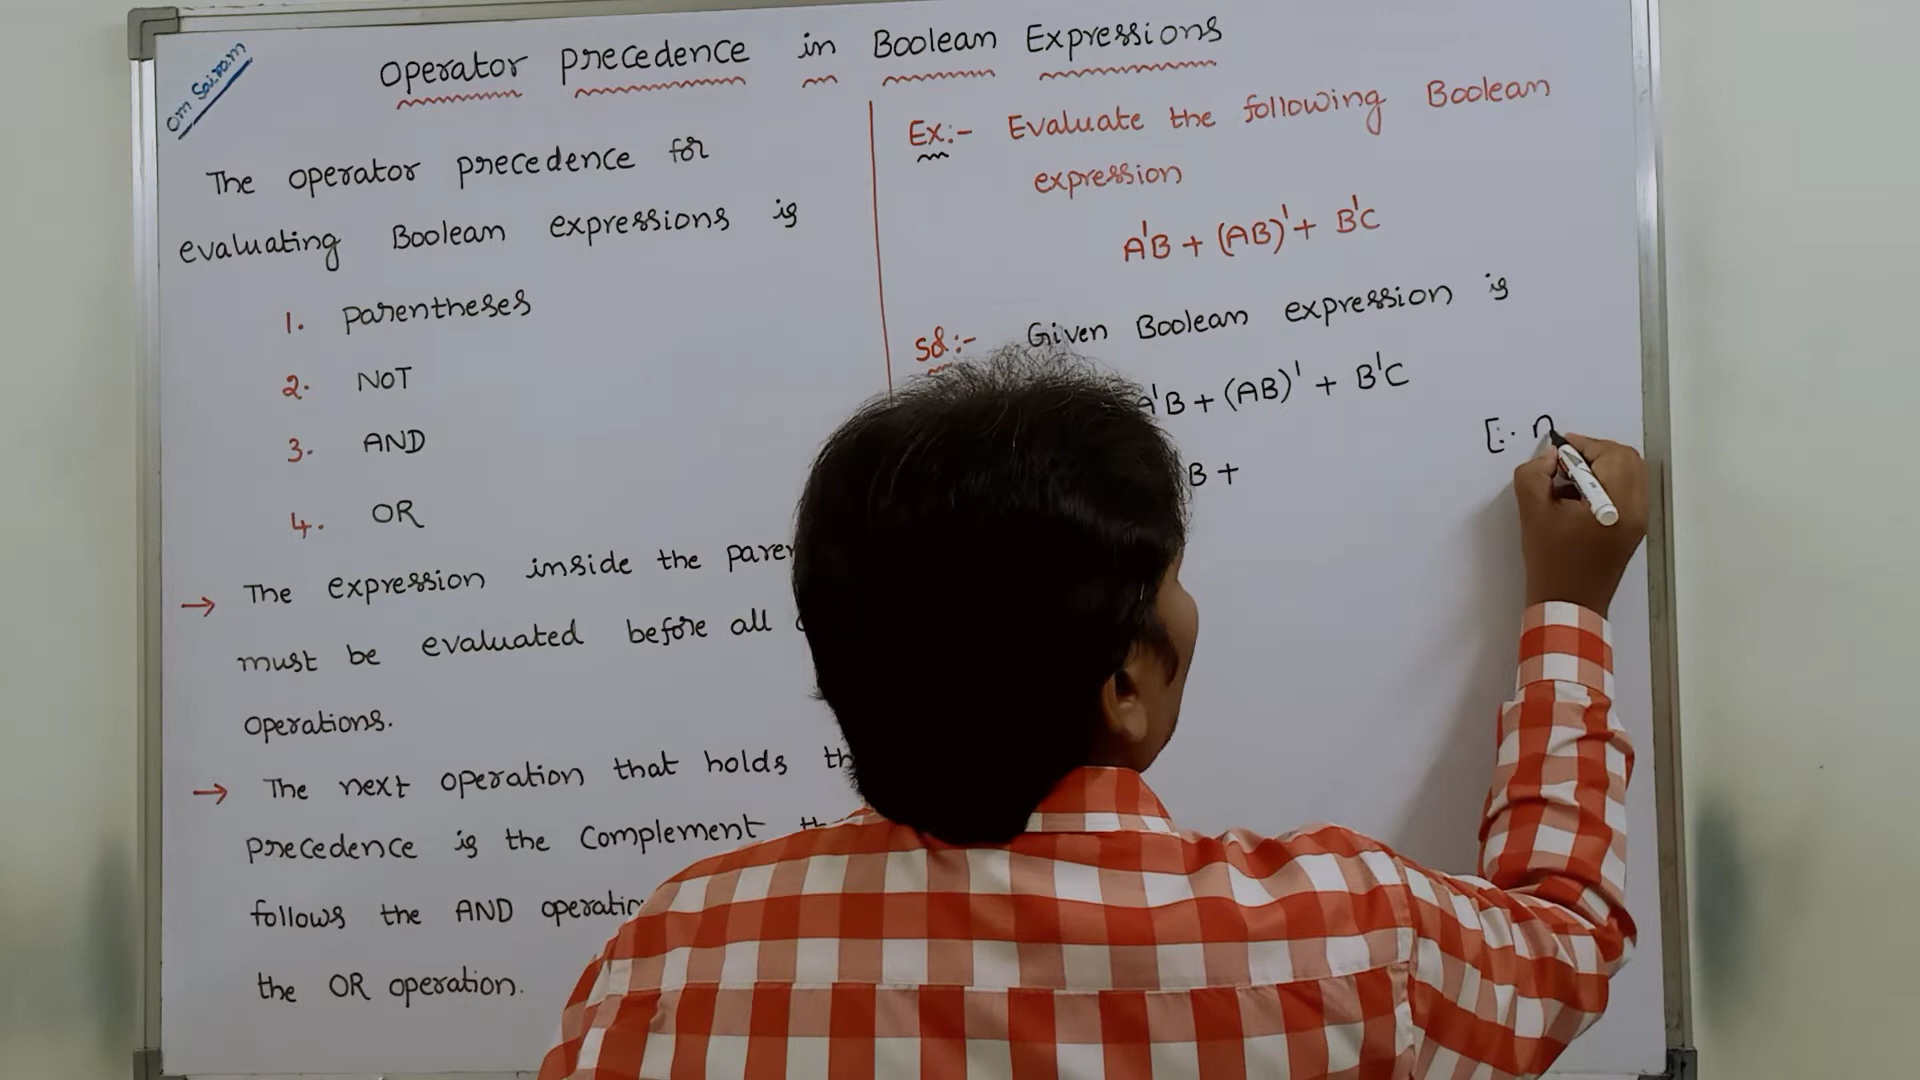 Om Sairam
Operator precedence in Boolean Expressions
The operator precedence for
evaluating Boolean expressions is
1. parentheses
2. NOT
3. AND
4. OR
→ The expression inside the
must be evaluated before all
operations.
→ The next operation that holds
precedence is the Complement
follows the AND
the OR operation.
Ex:- Evaluate the following Boolean
expression
A'B + (AB)' + B'C
Sol:- Given Boolean expression is
A'B + (AB)' + B'C
B +
[∵